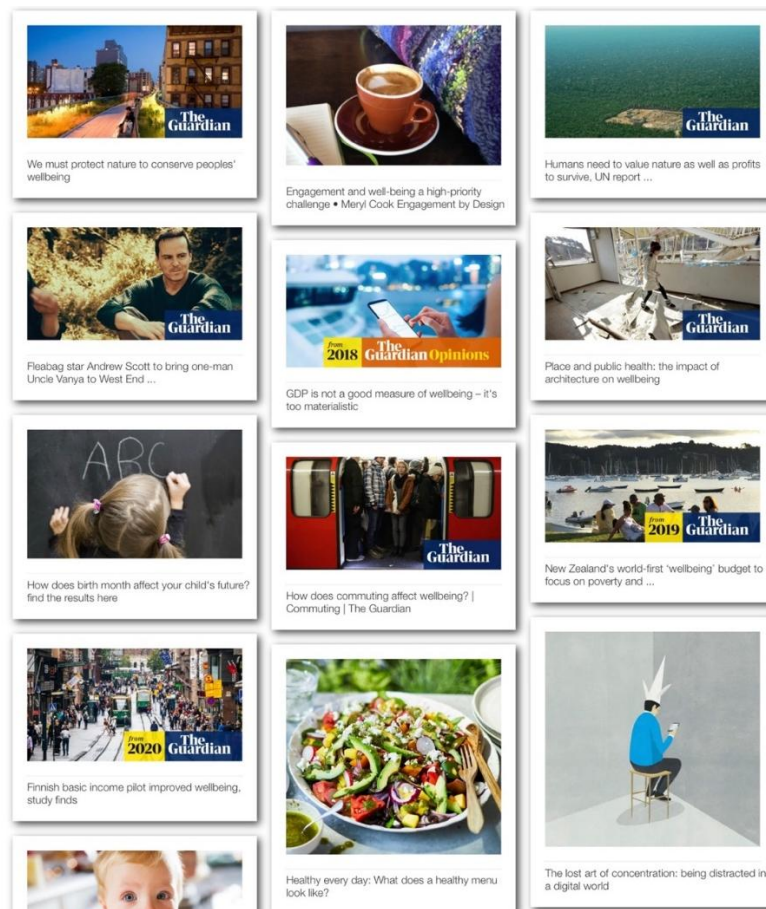 The
Guardian
We must protect nature to conserve peoples'
wellbeing
The
Guardian
Fleabag star Andrew Scott to bring one-man
Uncle Vanya to West End ...
ABC
How does birth month affect your child's future?
find the results here
from
2020
The
Guardian
Finnish basic income pilot improved wellbeing,
study finds
Engagement and well-being a high-priority
challenge • Meryl Cook Engagement by Design
from
2018
The
Guardian Opinions
GDP is not a good measure of wellbeing – it's
too materialistic
The
Guardian
How does commuting affect wellbeing? |
Commuting | The Guardian
Healthy every day: What does a healthy menu
look like?
The
Guardian
Humans need to value nature as well as profits
to survive, UN report ...
The
Guardian
Place and public health: the impact of
architecture on wellbeing
from
2019
The
Guardian
New Zealand's world-first 'wellbeing' budget to
focus on poverty and ...
The lost art of concentration: being distracted in
a digital world